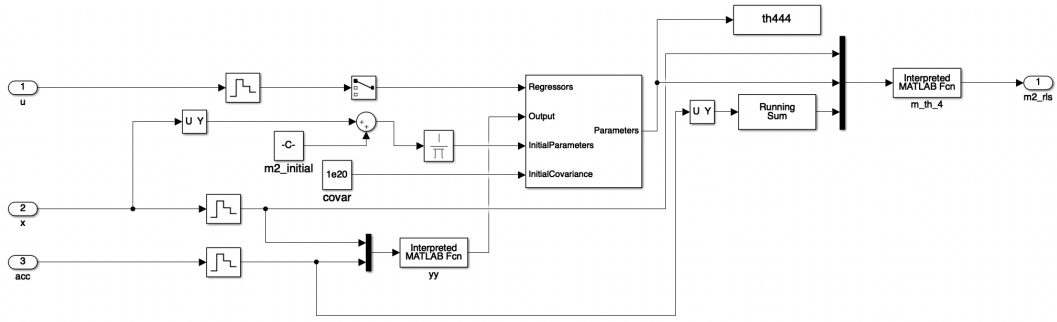 th444
1
u
Regressors
Interpreted
MATLAB Fcn
m_th_4
1
m2_rls
U Y
+
+
Output
U Y
Running
Sum
Parameters
-C-
m2_initial
InitialParameters
1e20
covar
InitialCovariance
2
x
3
acc
Interpreted
MATLAB Fcn
yy